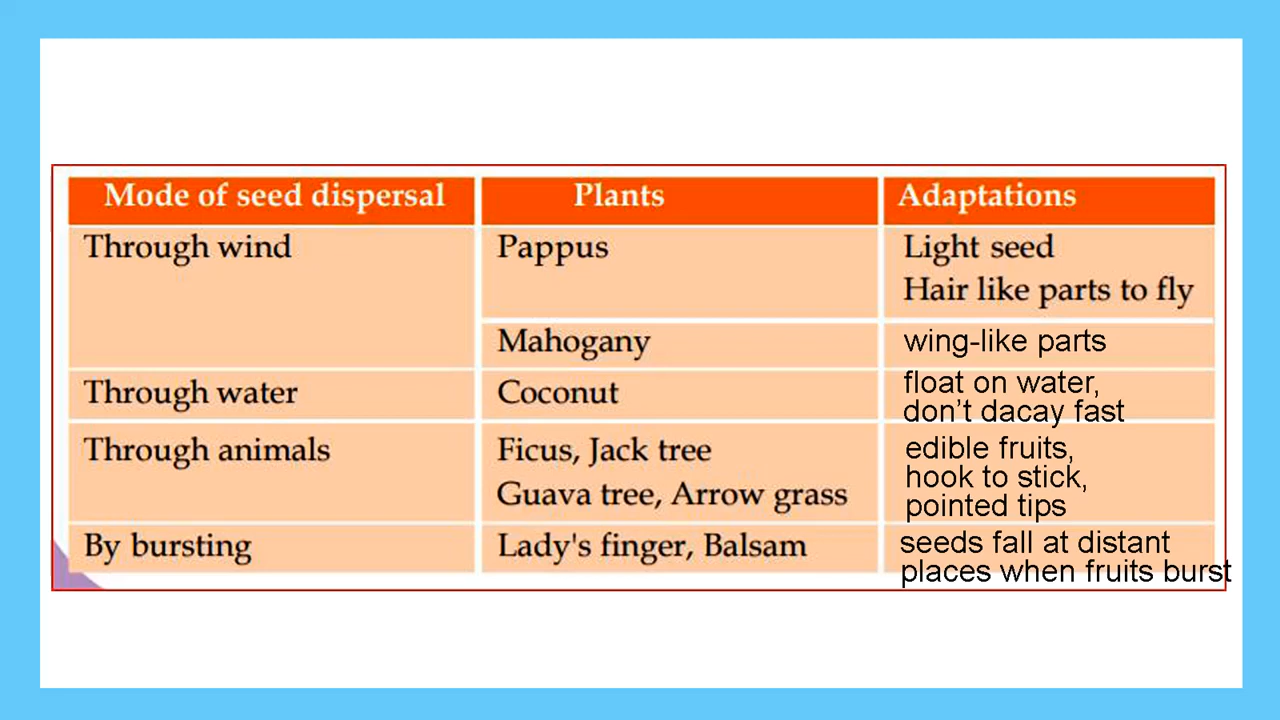 Mode of seed dispersal Plants Adaptations
Through wind Pappus Light seed
Hair like parts to fly
Mahogany wing-like parts
Through water Coconut float on water,
don’t dacay fast
Through animals Ficus, Jack tree edible fruits,
Guava tree, Arrow grass hook to stick,
pointed tips
By bursting Lady's finger, Balsam seeds fall at distant
places when fruits burst